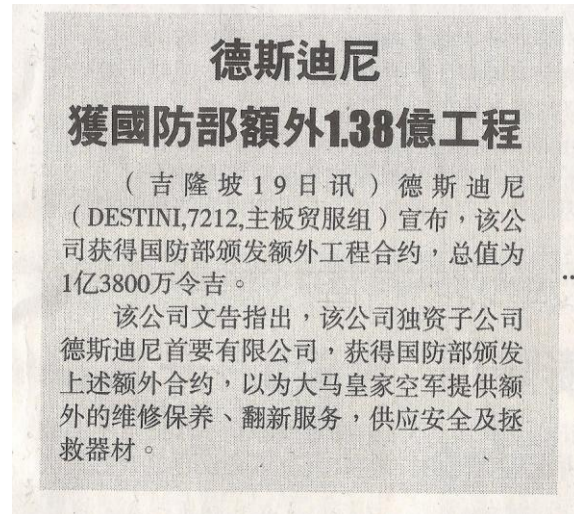 德斯迪尼
獲國防部額外1.38億工程
（吉隆坡19日讯）德斯迪尼
（DESTINI,7212,主板贸服组）宣布，该公
司获得国防部颁发额外工程合约，总值为
1亿3800万令吉。
该公司文告指出，该公司独资子公司
德斯迪尼首要有限公司，获得国防部颁发
上述额外合约，以为大马皇家空军提供额
外的维修保养、翻新服务，供应安全及拯
救器材。